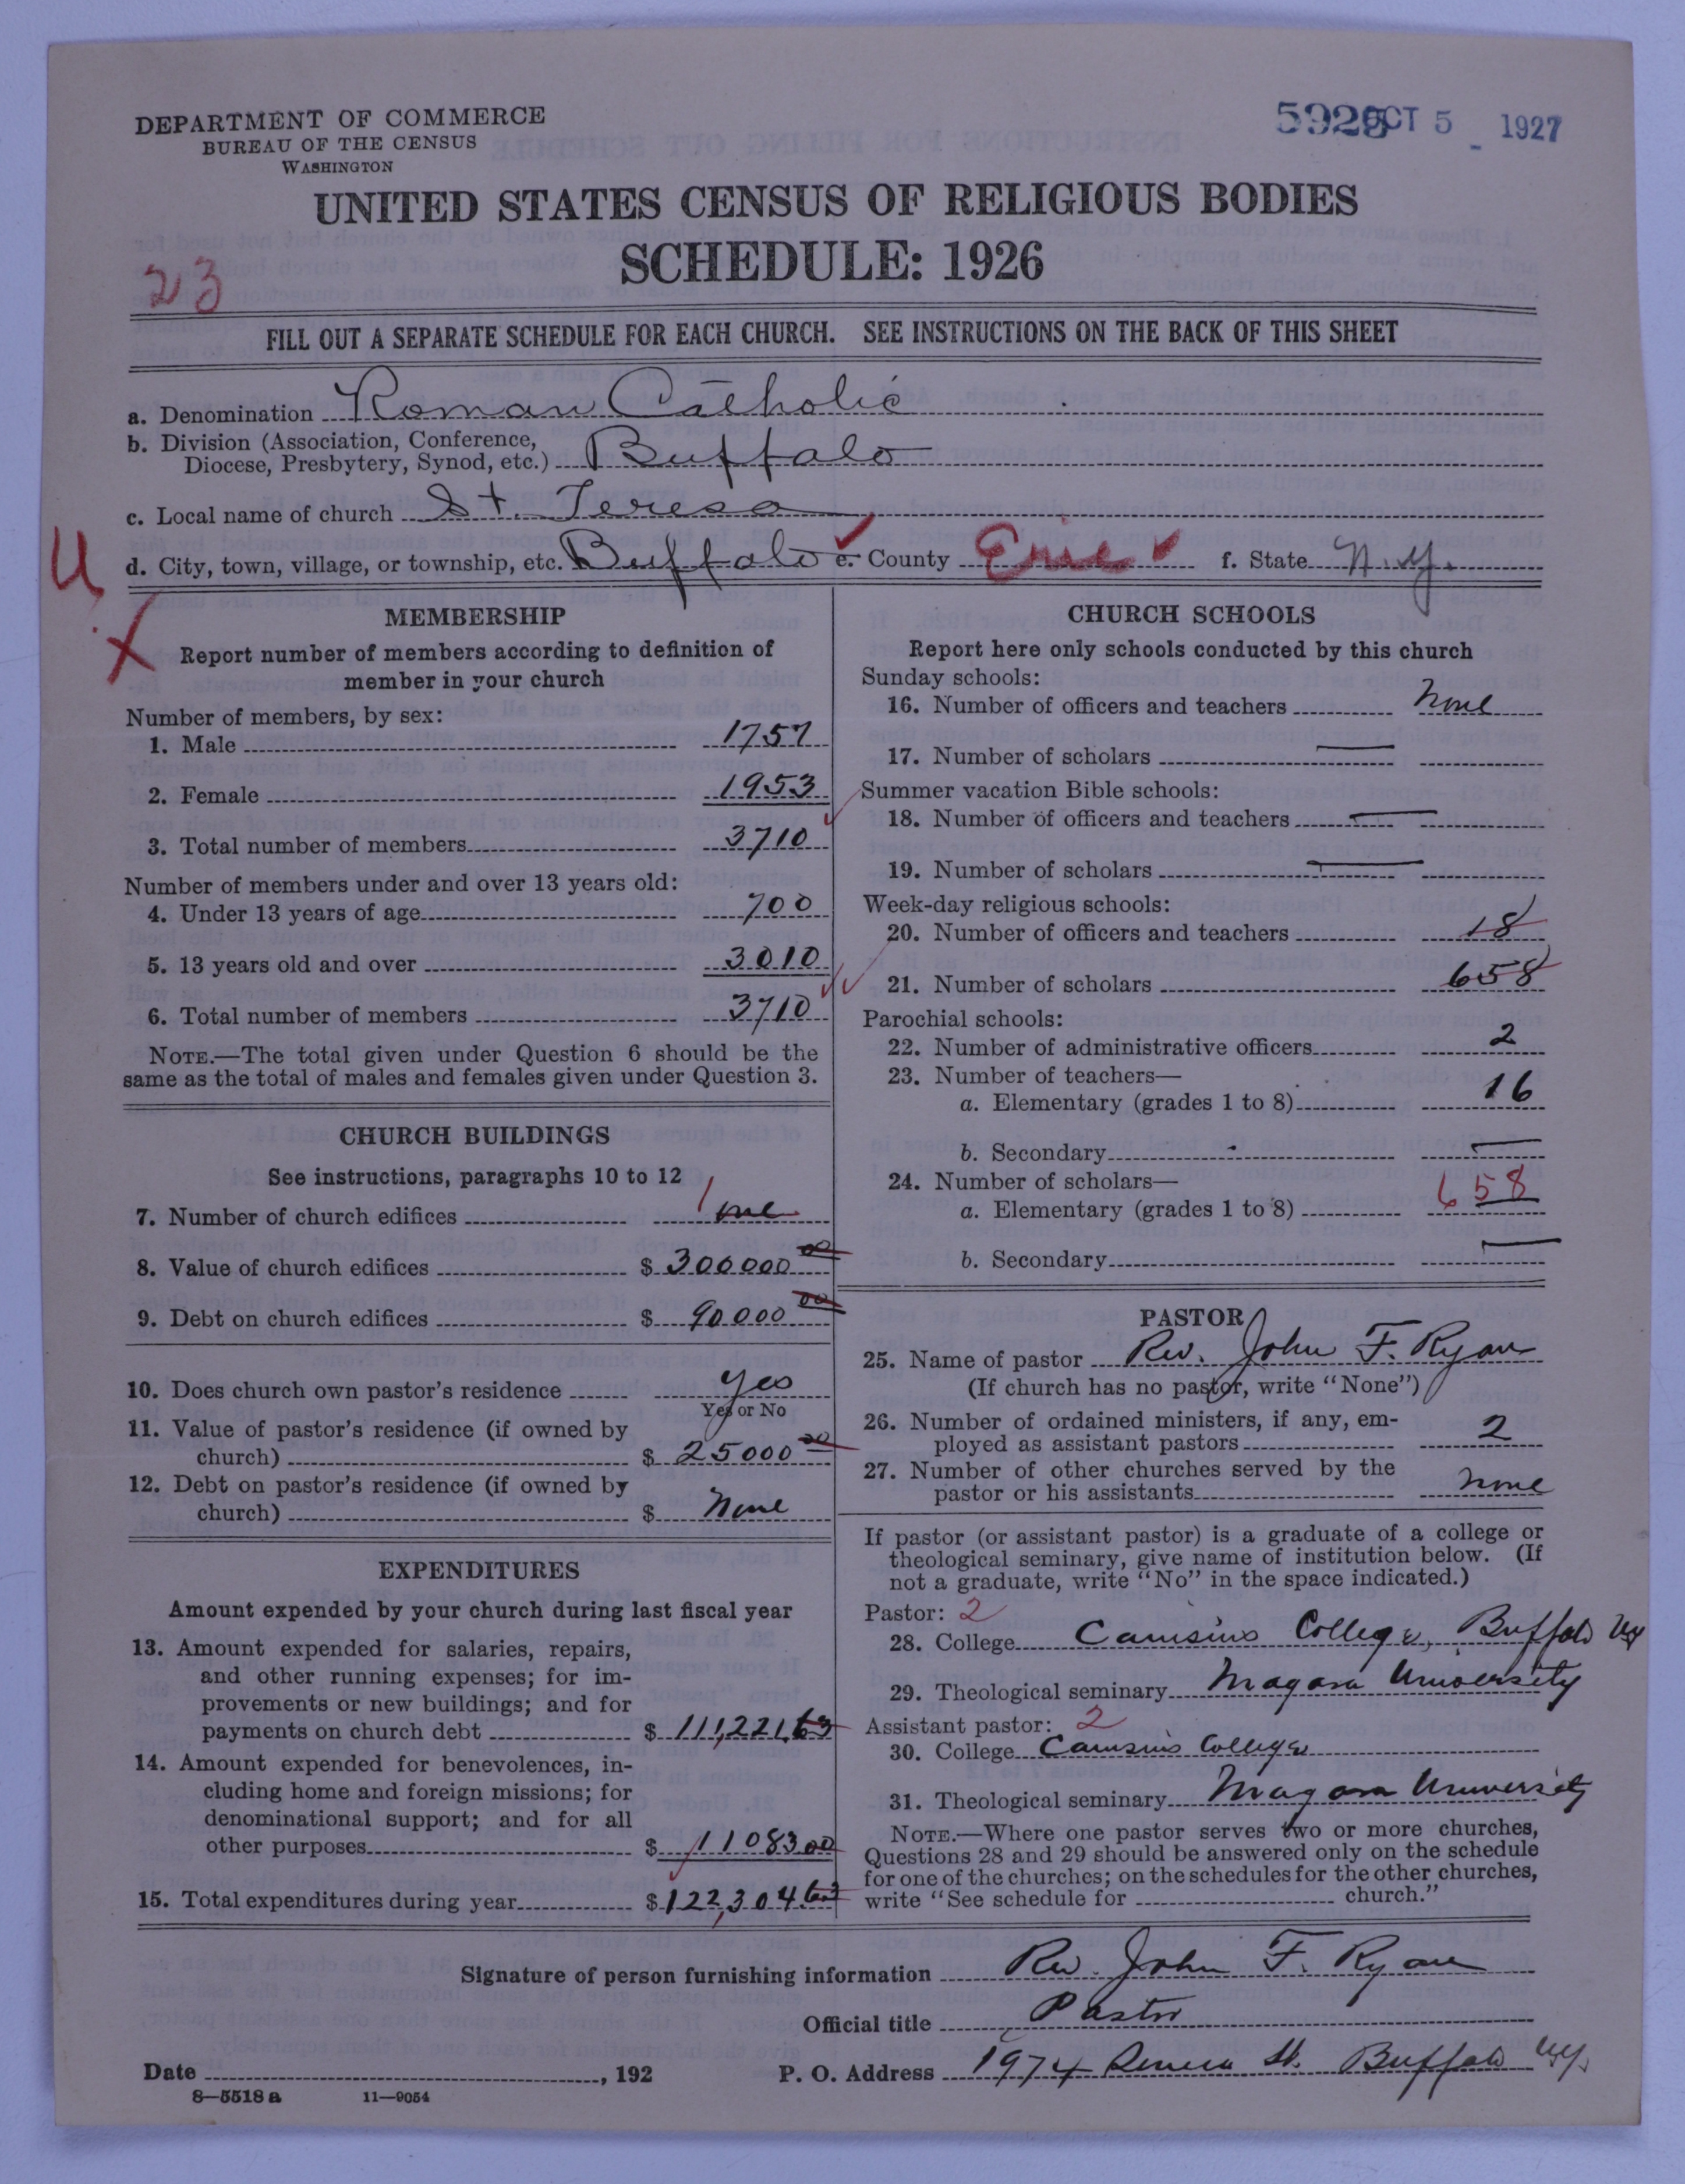 DEPARTMENT OF COMMERCE
BUREAU OF THE CENSUS
WASHINGTON
5928 OCT 5 1927
UNITED STATES CENSUS OF RELIGIOUS BODIES
SCHEDULE: 1926
23
FILL OUT A SEPARATE SCHEDULE FOR EACH CHURCH. SEE INSTRUCTIONS ON THE BACK OF THIS SHEET
a. Denomination Roman Catholic
b. Division (Association, Conference,
Diocese, Presbytery, Synod, etc.) Buffalo
c. Local name of church St. Teresa
U
d. City, town, village, or township, etc. Buffalo e. County Erie f. State N.Y.
X
MEMBERSHIP
Report number of members according to definition of
member in your church
Number of members, by sex:
1. Male 1757
2. Female 1953
3. Total number of members 3710
Number of members under and over 13 years old:
4. Under 13 years of age 700
5. 13 years old and over 3010
6. Total number of members 3710
NOTE.—The total given under Question 6 should be the
same as the total of males and females given under Question 3.
CHURCH BUILDINGS
See instructions, paragraphs 10 to 12
7. Number of church edifices 1 one
8. Value of church edifices $ 300000 00
9. Debt on church edifices $ 90000 00
10. Does church own pastor's residence yes
Yes or No
11. Value of pastor's residence (if owned by
church) $ 25000 00
12. Debt on pastor's residence (if owned by
church) $ None
EXPENDITURES
Amount expended by your church during last fiscal year
13. Amount expended for salaries, repairs,
and other running expenses; for im-
provements or new buildings; and for
payments on church debt $ 111,221.63
14. Amount expended for benevolences, in-
cluding home and foreign missions; for
denominational support; and for all
other purposes $ 11083 00
15. Total expenditures during year $ 122,304 63
CHURCH SCHOOLS
Report here only schools conducted by this church
Sunday schools:
16. Number of officers and teachers None
17. Number of scholars —
Summer vacation Bible schools:
18. Number of officers and teachers —
19. Number of scholars —
Week-day religious schools:
20. Number of officers and teachers 18
21. Number of scholars 658
Parochial schools:
22. Number of administrative officers 2
23. Number of teachers—
a. Elementary (grades 1 to 8) 16
b. Secondary —
24. Number of scholars—
a. Elementary (grades 1 to 8) 658
b. Secondary —
PASTOR
25. Name of pastor Rev. John F. Ryan
(If church has no pastor, write "None")
26. Number of ordained ministers, if any, em-
ployed as assistant pastors 2
27. Number of other churches served by the
pastor or his assistants none
If pastor (or assistant pastor) is a graduate of a college or
theological seminary, give name of institution below. (If
not a graduate, write "No" in the space indicated.)
Pastor: 2
28. College Canisius College, Buffalo NY
29. Theological seminary Niagara University
Assistant pastor: 2
30. College Canisius College
31. Theological seminary Niagara University
NOTE.—Where one pastor serves two or more churches,
Questions 28 and 29 should be answered only on the schedule
for one of the churches; on the schedules for the other churches,
write "See schedule for church."
Signature of person furnishing information Rev. John F. Ryan
Official title Pastor
Date , 192 P. O. Address 1974 Seneca St. Buffalo N.Y.
8—5518 a 11—9054